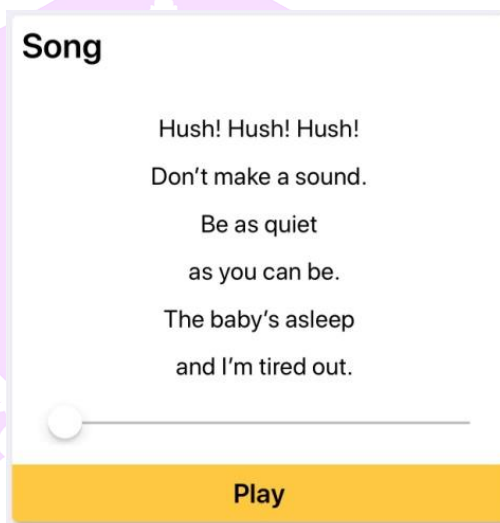 Song
Hush! Hush! Hush!
Don't make a sound.
Be as quiet
as you can be.
The baby's asleep
and I'm tired out.
Play